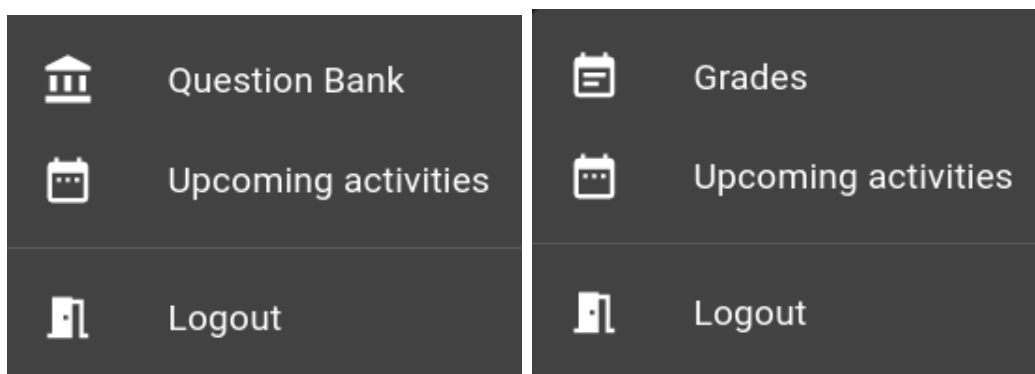 Question Bank
Upcoming activities
Logout
Grades
Upcoming activities
Logout